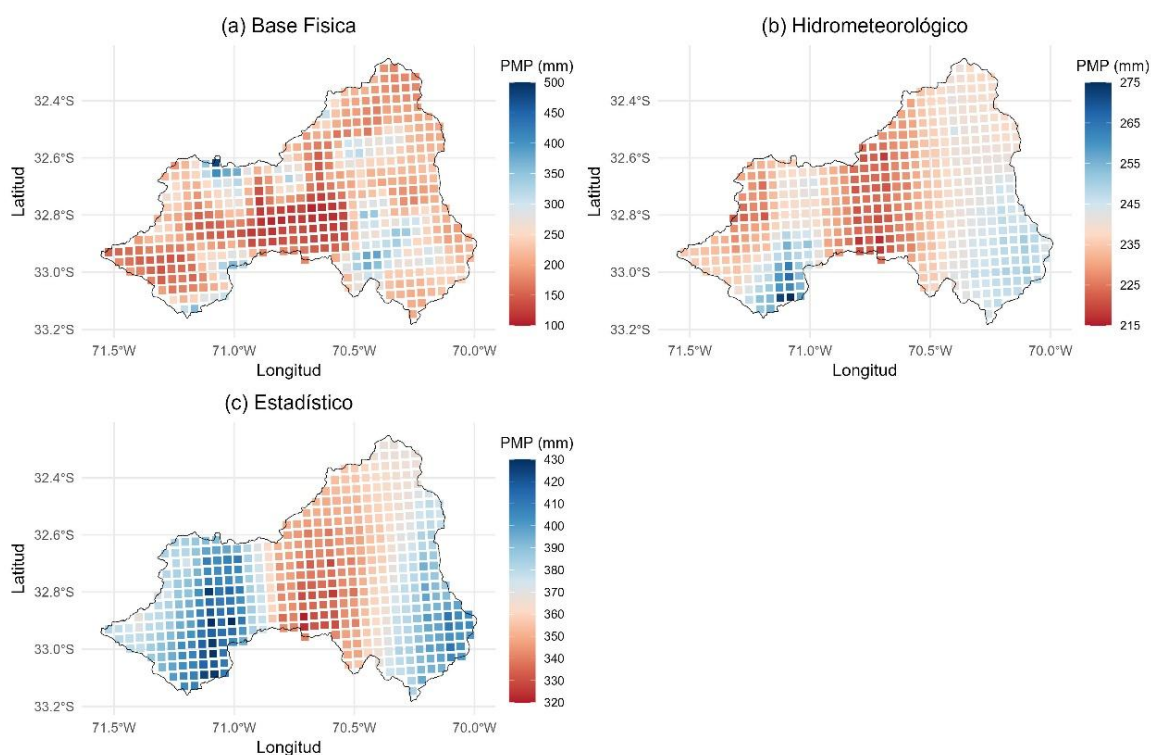 (a) Base Fisica
PMP (mm)
500
450
400
350
300
250
200
150
100
32.4°S
32.6°S
32.8°S
33.0°S
33.2°S
Latitud
71.5°W 71.0°W 70.5°W 70.0°W
Longitud
(b) Hidrometeorológico
PMP (mm)
275
265
255
245
235
225
215
32.4°S
32.6°S
32.8°S
33.0°S
33.2°S
Latitud
71.5°W 71.0°W 70.5°W 70.0°W
Longitud
(c) Estadístico
PMP (mm)
430
420
410
400
390
380
370
360
350
340
330
320
32.4°S
32.6°S
32.8°S
33.0°S
33.2°S
Latitud
71.5°W 71.0°W 70.5°W 70.0°W
Longitud